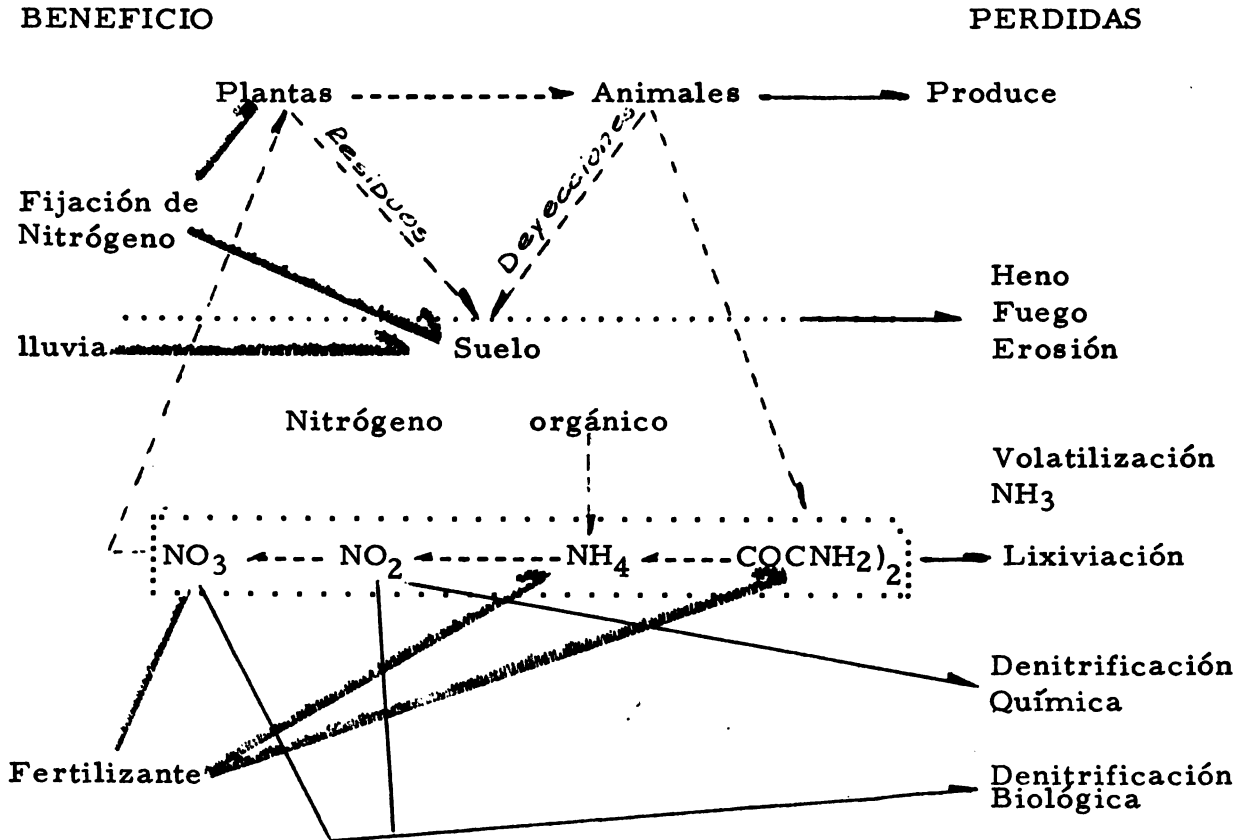 BENEFICIO PERDIDAS
Plantas Animales Produce
Residuos
Deyecciones
Fijación de
Nitrógeno
Heno
Fuego
Erosión
lluvia Suelo
Nitrógeno orgánico
Volatilización
NH3
NO3 NO2 NH4 COCNH2)2 Lixiviación
Denitrificación
Química
Fertilizante
Denitrificación
Biológica